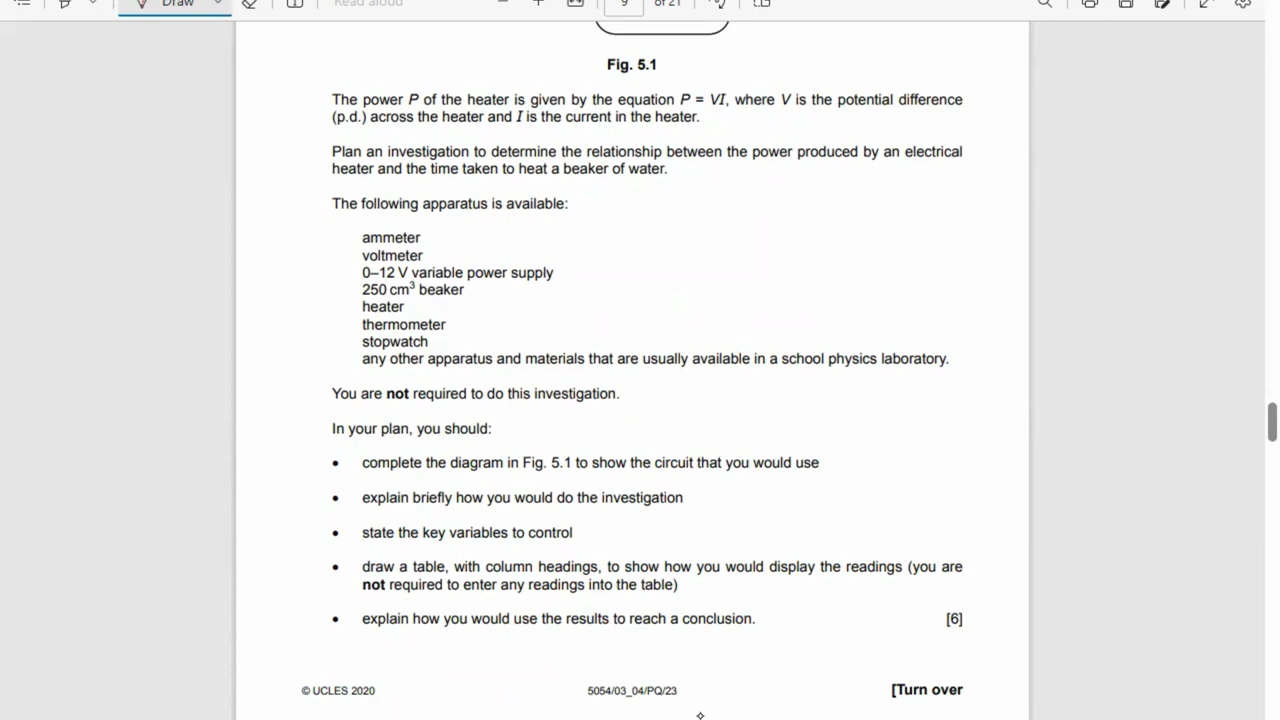 Draw
Read aloud
9
of 21
Fig. 5.1
The power P of the heater is given by the equation P = VI, where V is the potential difference
(p.d.) across the heater and I is the current in the heater.
Plan an investigation to determine the relationship between the power produced by an electrical
heater and the time taken to heat a beaker of water.
The following apparatus is available:
ammeter
voltmeter
0–12 V variable power supply
250 cm³ beaker
heater
thermometer
stopwatch
any other apparatus and materials that are usually available in a school physics laboratory.
You are not required to do this investigation.
In your plan, you should:
• complete the diagram in Fig. 5.1 to show the circuit that you would use
• explain briefly how you would do the investigation
• state the key variables to control
• draw a table, with column headings, to show how you would display the readings (you are
not required to enter any readings into the table)
• explain how you would use the results to reach a conclusion. [6]
© UCLES 2020 5054/03_04/PQ/23 [Turn over